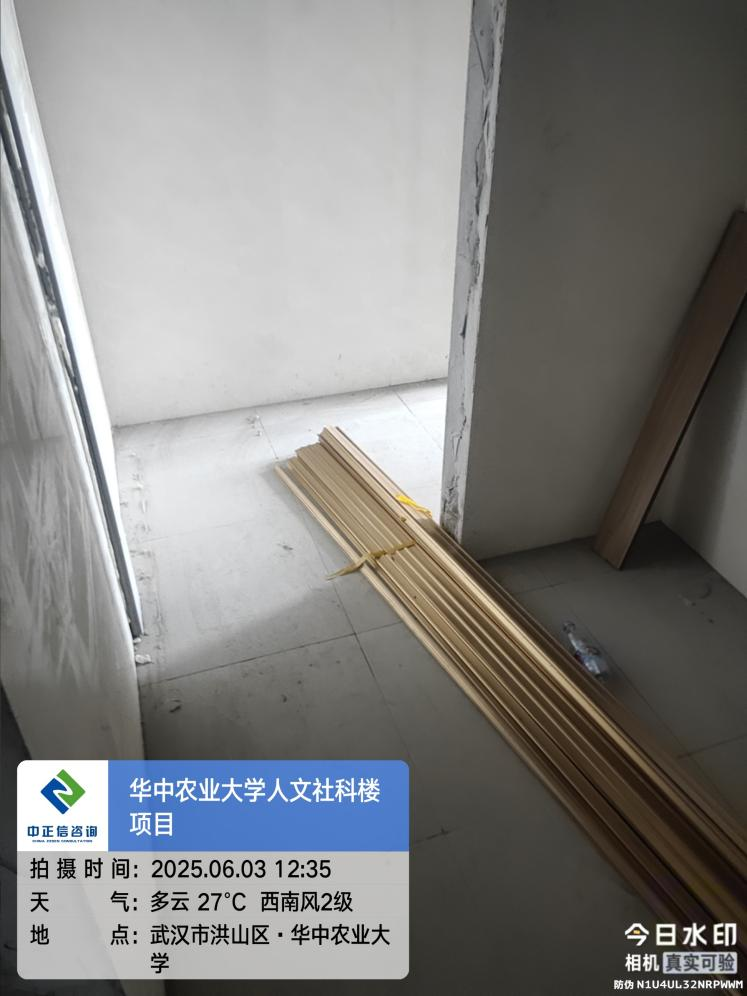 中正信咨询
CHINA ZEXEN CONSULTATION
华中农业大学人文社科楼
项目
拍摄时间：2025.06.03 12:35
天气：多云 27°C 西南风2级
地点：武汉市洪山区·华中农业大
学
今日水印
相机真实可验
防伪 N1U4UL32NRPWWM